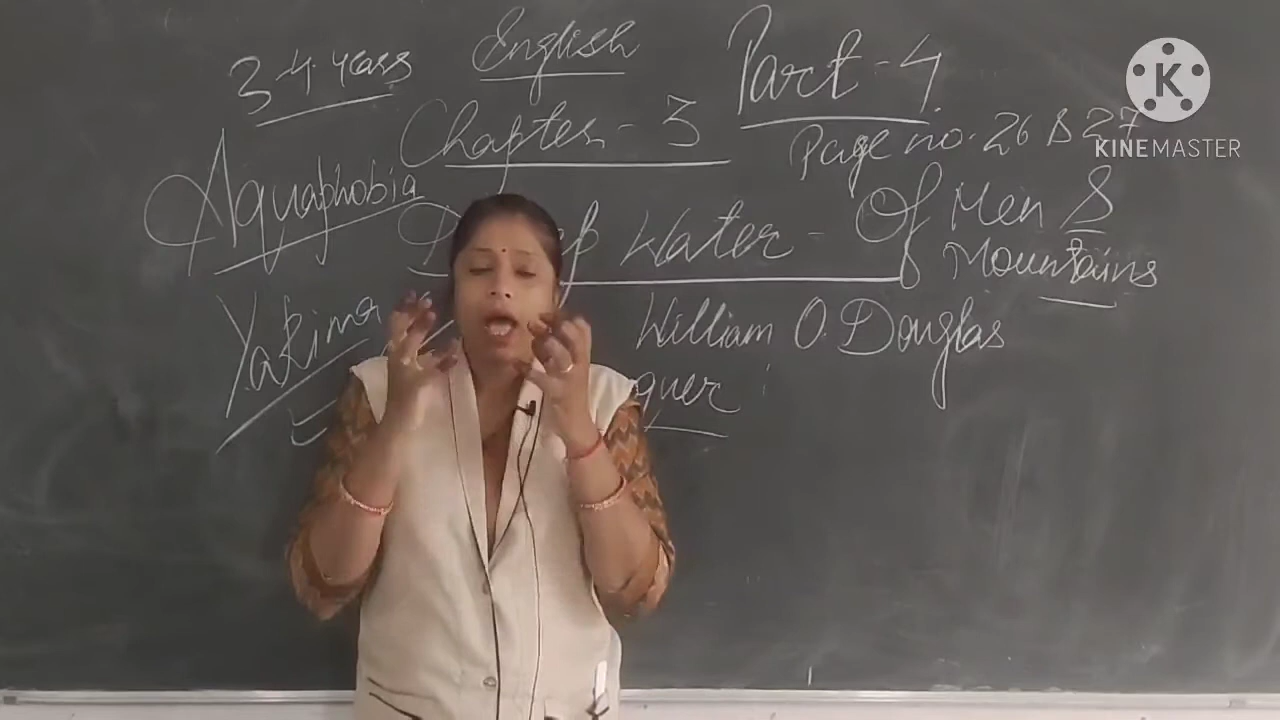 English
3-4 years
Part-4
Chapter-3
Page no. 26 & 27
Aquaphobia
Water - Of Men &
Mountains
Yakima
William O. Douglas
K
KINEMASTER